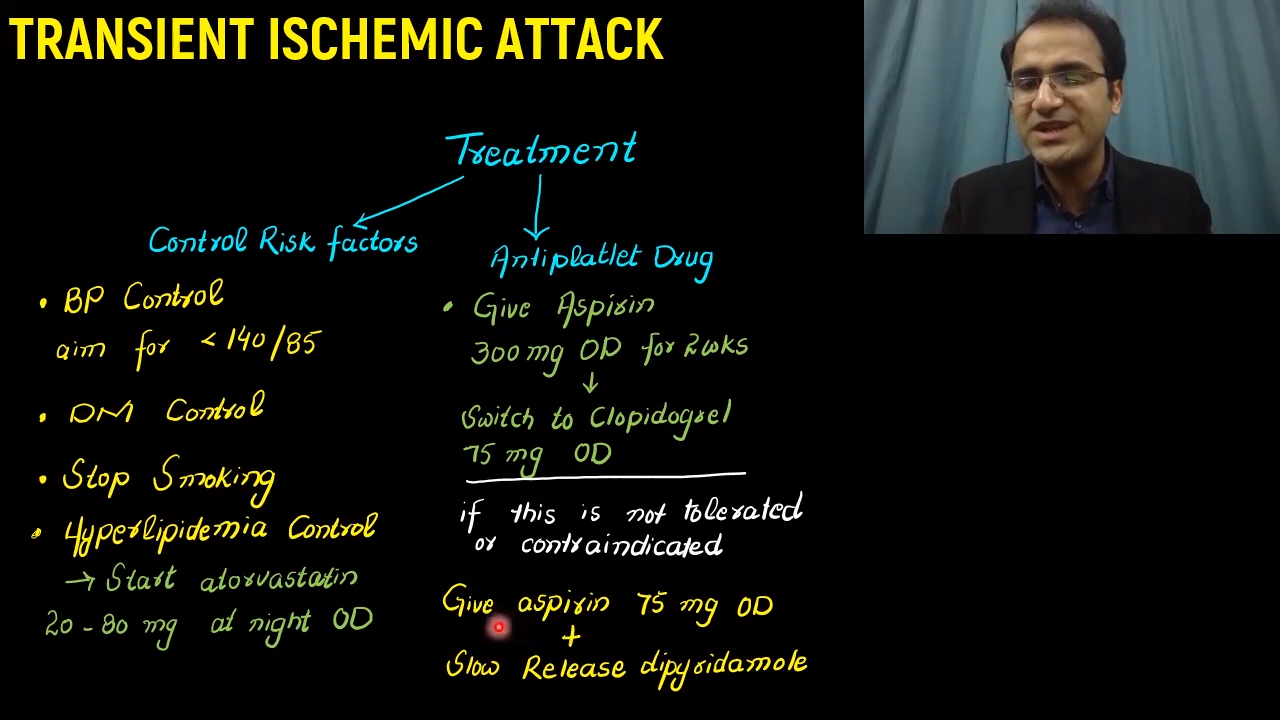 TRANSIENT ISCHEMIC ATTACK
Treatment
Control Risk factors
• BP Control
aim for < 140/85
• DM Control
• Stop Smoking
• Hyperlipidemia Control
→ Start atorvastatin
20-80 mg at night OD
Antiplatlet Drug
• Give Aspirin
300 mg OD for 2wks
↓
Switch to Clopidogrel
75 mg OD
if this is not tolerated
or contraindicated
Give aspirin 75 mg OD
+
Slow Release dipyridamole